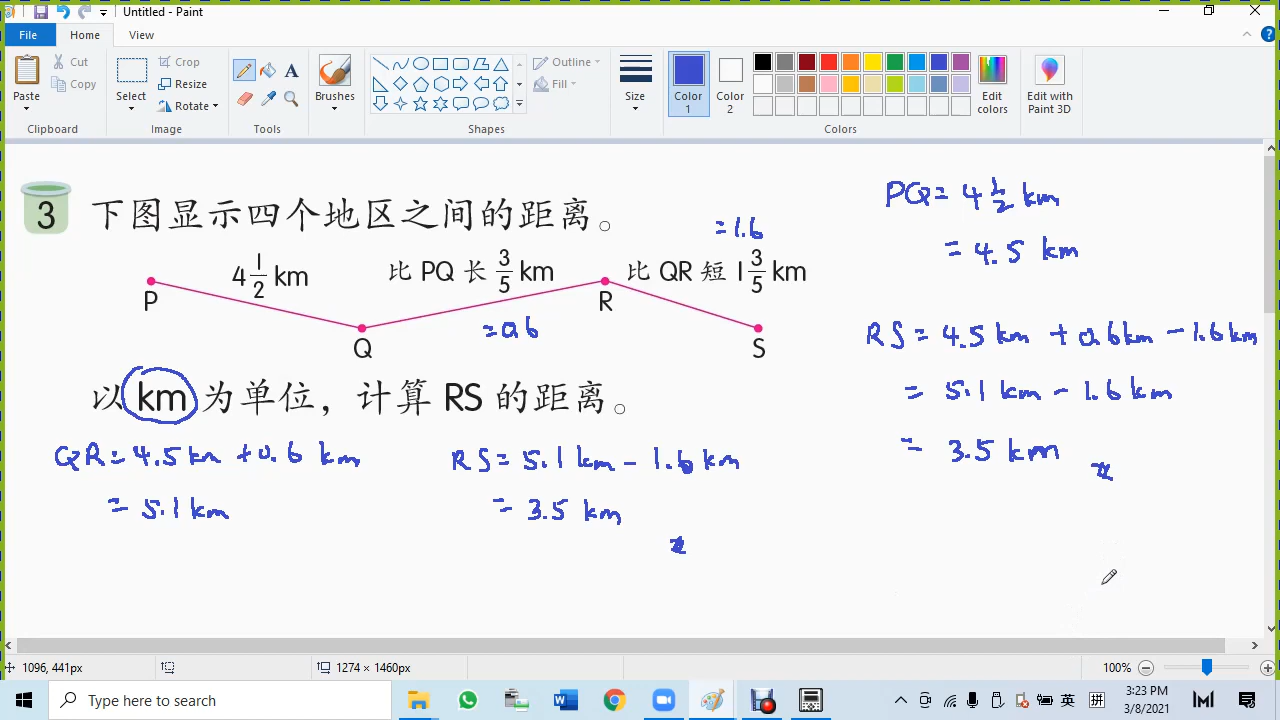 Untitled - Paint
File Home View
Paste
Cut
Copy
Clipboard
Select
Crop
Resize
Rotate
Image
A
Tools
Brushes
Outline
Fill
Shapes
Size
Color 1
Color 2
Edit colors
Colors
Edit with Paint 3D
3 下图显示四个地区之间的距离。
=1.6
4 1/2 km
比 PQ 长 3/5 km
比 QR 短 1 3/5 km
P
R
=0.6
Q
S
以 km 为单位，计算 RS 的距离。
QR=4.5km +0.6 km
= 5.1 km
RS= 5.1 km - 1.6 km
= 3.5 km
PQ= 4 1/2 km
= 4.5 km
RS= 4.5 km + 0.6km - 1.6km
= 5.1 km - 1.6 km
= 3.5 km
1096, 441px
1274 × 1460px
100%
Type here to search
英
拼
3:23 PM
3/8/2021